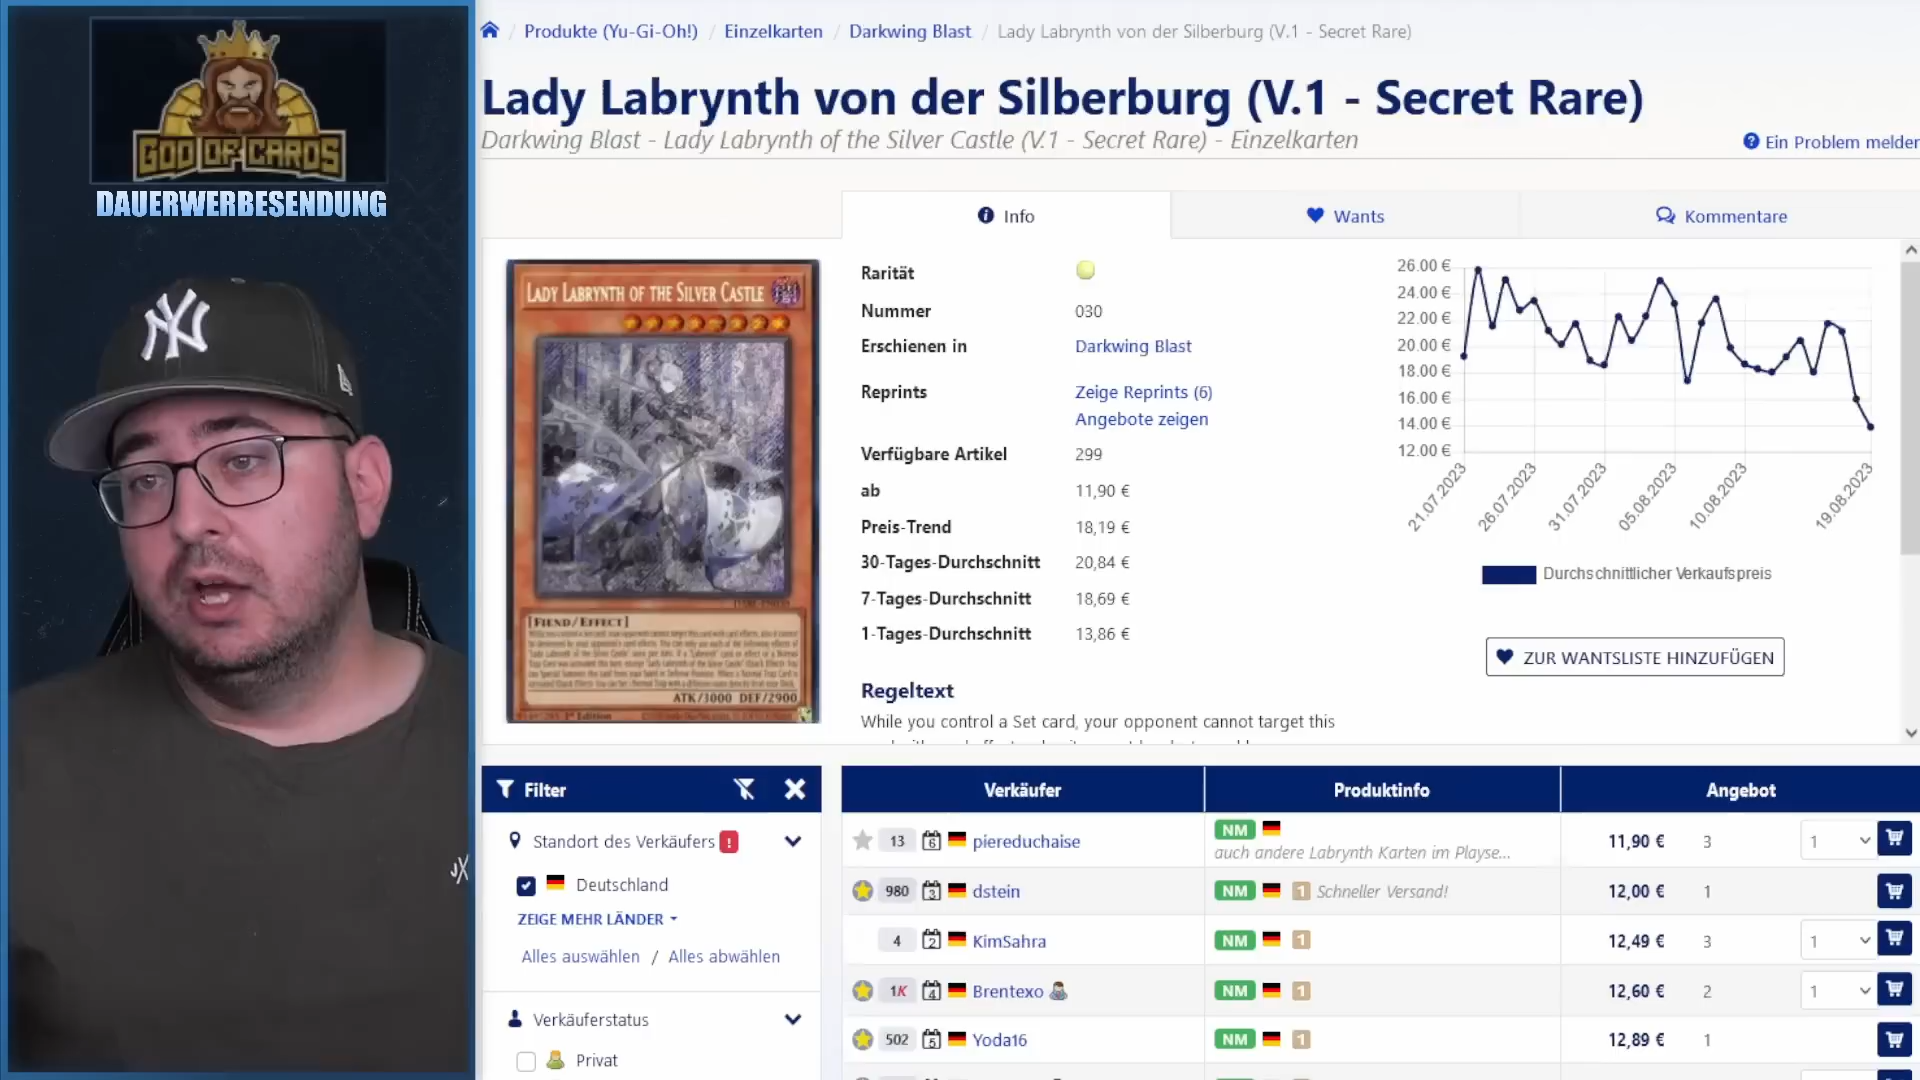 GOD OF CARDS
DAUERWERBESENDUNG
NY
Produkte (Yu-Gi-Oh!) / Einzelkarten / Darkwing Blast / Lady Labrynth von der Silberburg (V.1 - Secret Rare)
Lady Labrynth von der Silberburg (V.1 - Secret Rare)
Darkwing Blast - Lady Labrynth of the Silver Castle (V.1 - Secret Rare) - Einzelkarten
Ein Problem melden
Info
Wants
Kommentare
LADY LABRYNTH OF THE SILVER CASTLE
[FIEND/EFFECT]
ATK/3000 DEF/2900
1st Edition
Rarität
Nummer 030
Erschienen in Darkwing Blast
Reprints Zeige Reprints (6)
Angebote zeigen
Verfügbare Artikel 299
ab 11,90 €
Preis-Trend 18,19 €
30-Tages-Durchschnitt 20,84 €
7-Tages-Durchschnitt 18,69 €
1-Tages-Durchschnitt 13,86 €
Regeltext
While you control a Set card, your opponent cannot target this
26.00 €
24.00 €
22.00 €
20.00 €
18.00 €
16.00 €
14.00 €
12.00 €
21.07.2023
26.07.2023
31.07.2023
05.08.2023
10.08.2023
19.08.2023
Durchschnittlicher Verkaufspreis
ZUR WANTSLISTE HINZUFÜGEN
Filter
Standort des Verkäufers !
Deutschland
ZEIGE MEHR LÄNDER
Alles auswählen / Alles abwählen
Verkäuferstatus
Privat
Verkäufer Produktinfo Angebot
13 6 piereduchaise NM 11,90 € 3 1
auch andere Labrynth Karten im Playse...
980 3 dstein NM 1 Schneller Versand! 12,00 € 1
4 2 KimSahra NM 1 12,49 € 3 1
1K 4 Brentexo NM 1 12,60 € 2 1
502 5 Yoda16 NM 1 12,89 € 1